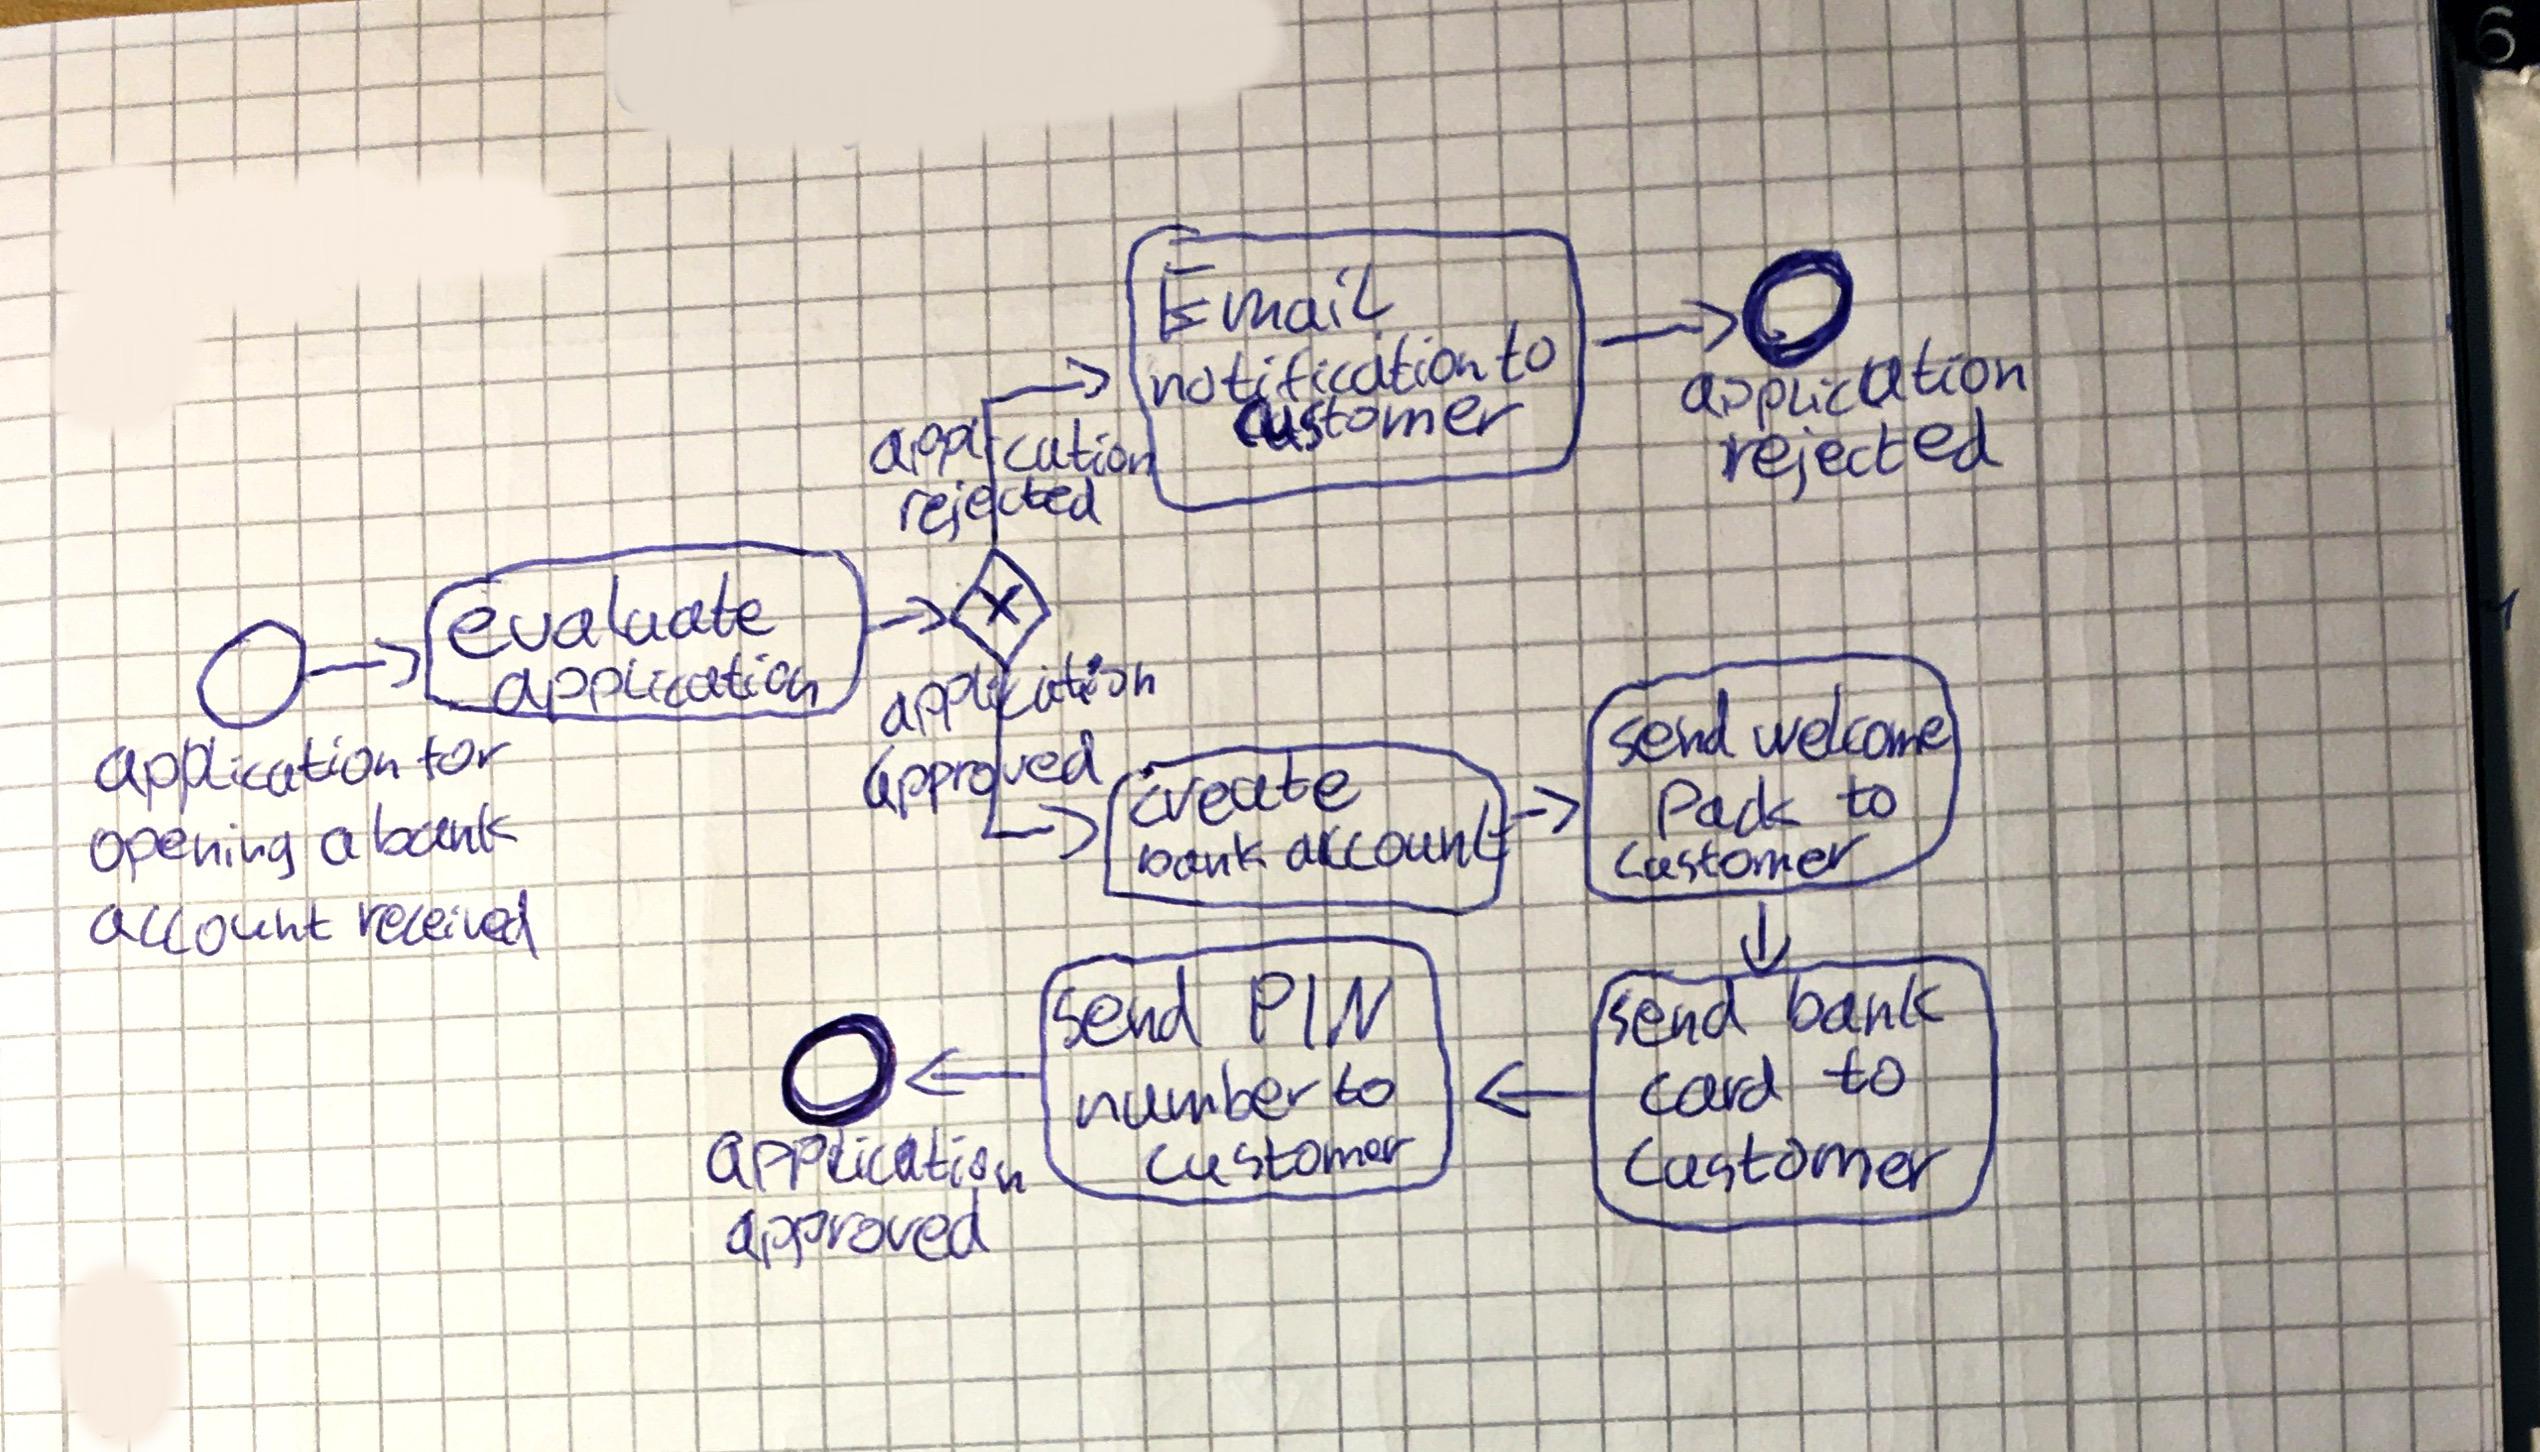 Email
notification to
customer
application
rejected
application
rejected
evaluate
application
X
application for
opening a bank
account received
application
approved
create
bank account
send welcome
Pack to
customer
send bank
card to
customer
send PIN
number to
customer
application
approved
6